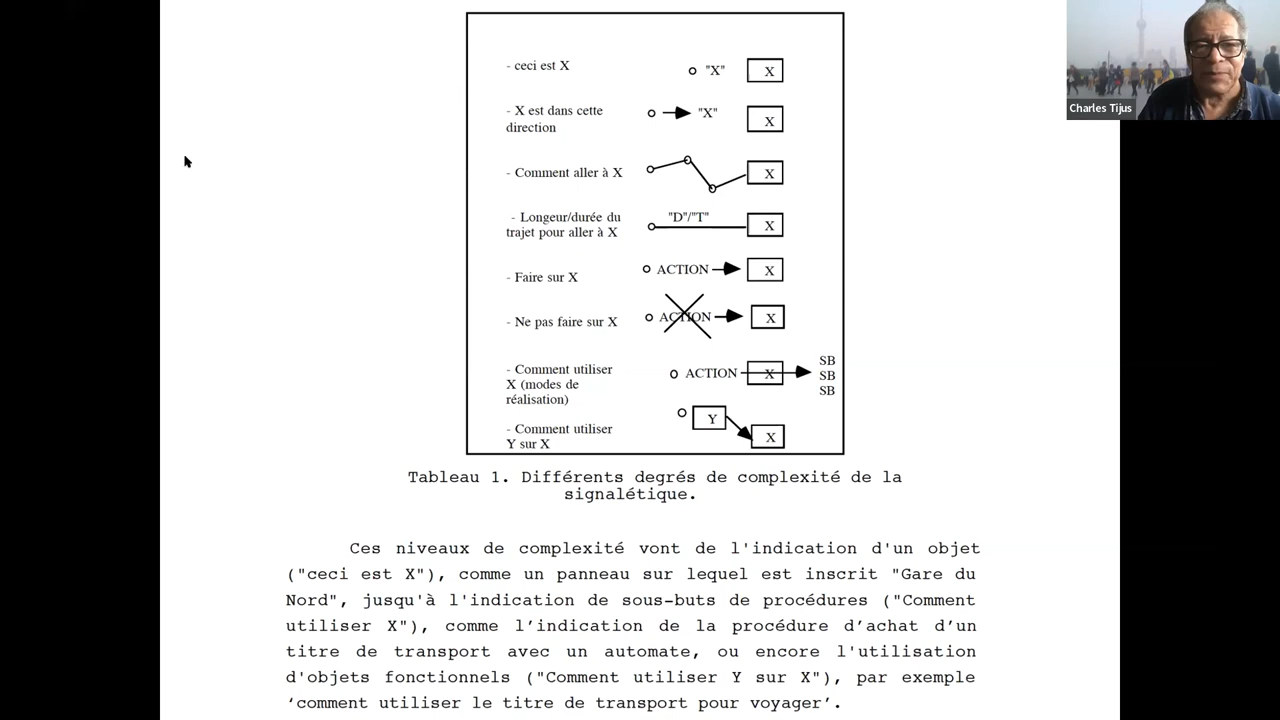 - ceci est X "X" X
- X est dans cette
direction "X" X
- Comment aller à X X
- Longeur/durée du "D"/"T"
trajet pour aller à X X
- Faire sur X ACTION X
- Ne pas faire sur X ACTION X
- Comment utiliser
X (modes de
réalisation) ACTION X SB
SB
SB
- Comment utiliser
Y sur X Y X
Tableau 1. Différents degrés de complexité de la
signalétique.
Ces niveaux de complexité vont de l'indication d'un objet
("ceci est X"), comme un panneau sur lequel est inscrit "Gare du
Nord", jusqu'à l'indication de sous-buts de procédures ("Comment
utiliser X"), comme l’indication de la procédure d’achat d’un
titre de transport avec un automate, ou encore l'utilisation
d'objets fonctionnels ("Comment utiliser Y sur X"), par exemple
‘comment utiliser le titre de transport pour voyager’.
Charles Tijus